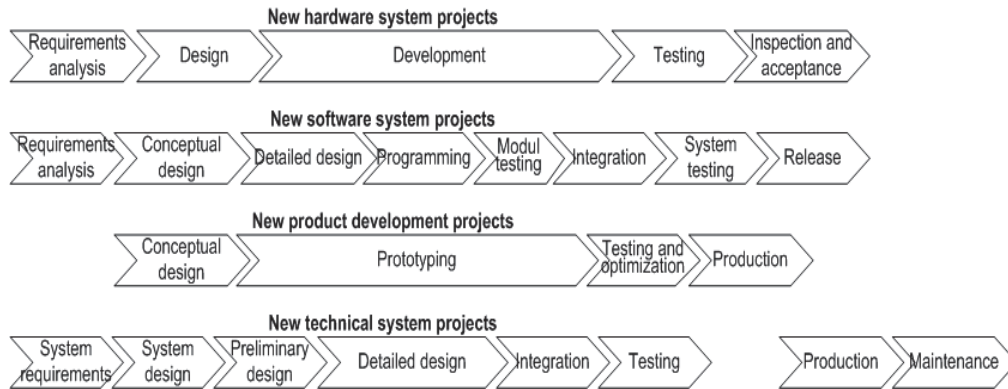 New hardware system projects
Requirements
analysis
Design
Development
Testing
Inspection and
acceptance
New software system projects
Requirements
analysis
Conceptual
design
Detailed design
Programming
Modul
testing
Integration
System
testing
Release
New product development projects
Conceptual
design
Prototyping
Testing and
optimization
Production
New technical system projects
System
requirements
System
design
Preliminary
design
Detailed design
Integration
Testing
Production
Maintenance